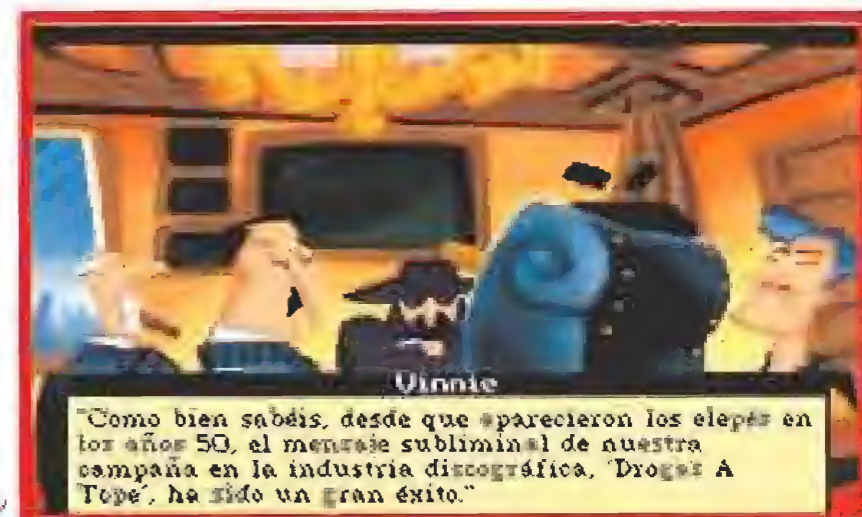 Vinnie
"Como bien sabéis, desde que aparecieron los elepés en
los años 50, el mensaje subliminal de nuestra
campaña en la industria discográfica, 'Drogas A
Tope', ha sido un gran éxito."